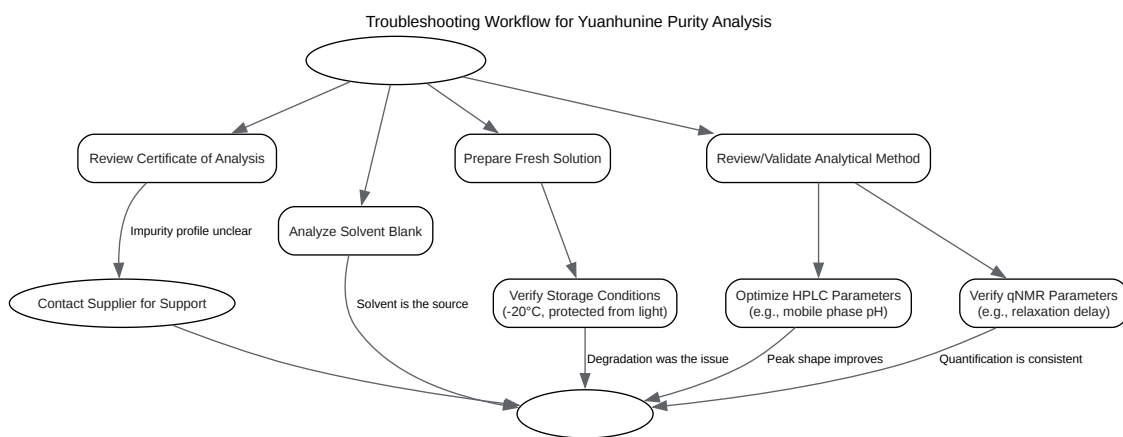 Troubleshooting Workflow for Yuanhunine Purity Analysis
Review Certificate of Analysis
Prepare Fresh Solution
Review/Validate Analytical Method
Impurity profile unclear
Analyze Solvent Blank
Contact Supplier for Support
Solvent is the source
Verify Storage Conditions
(-20°C, protected from light)
Optimize HPLC Parameters
(e.g., mobile phase pH)
Verify qNMR Parameters
(e.g., relaxation delay)
Degradation was the issue
Peak shape improves
Quantification is consistent